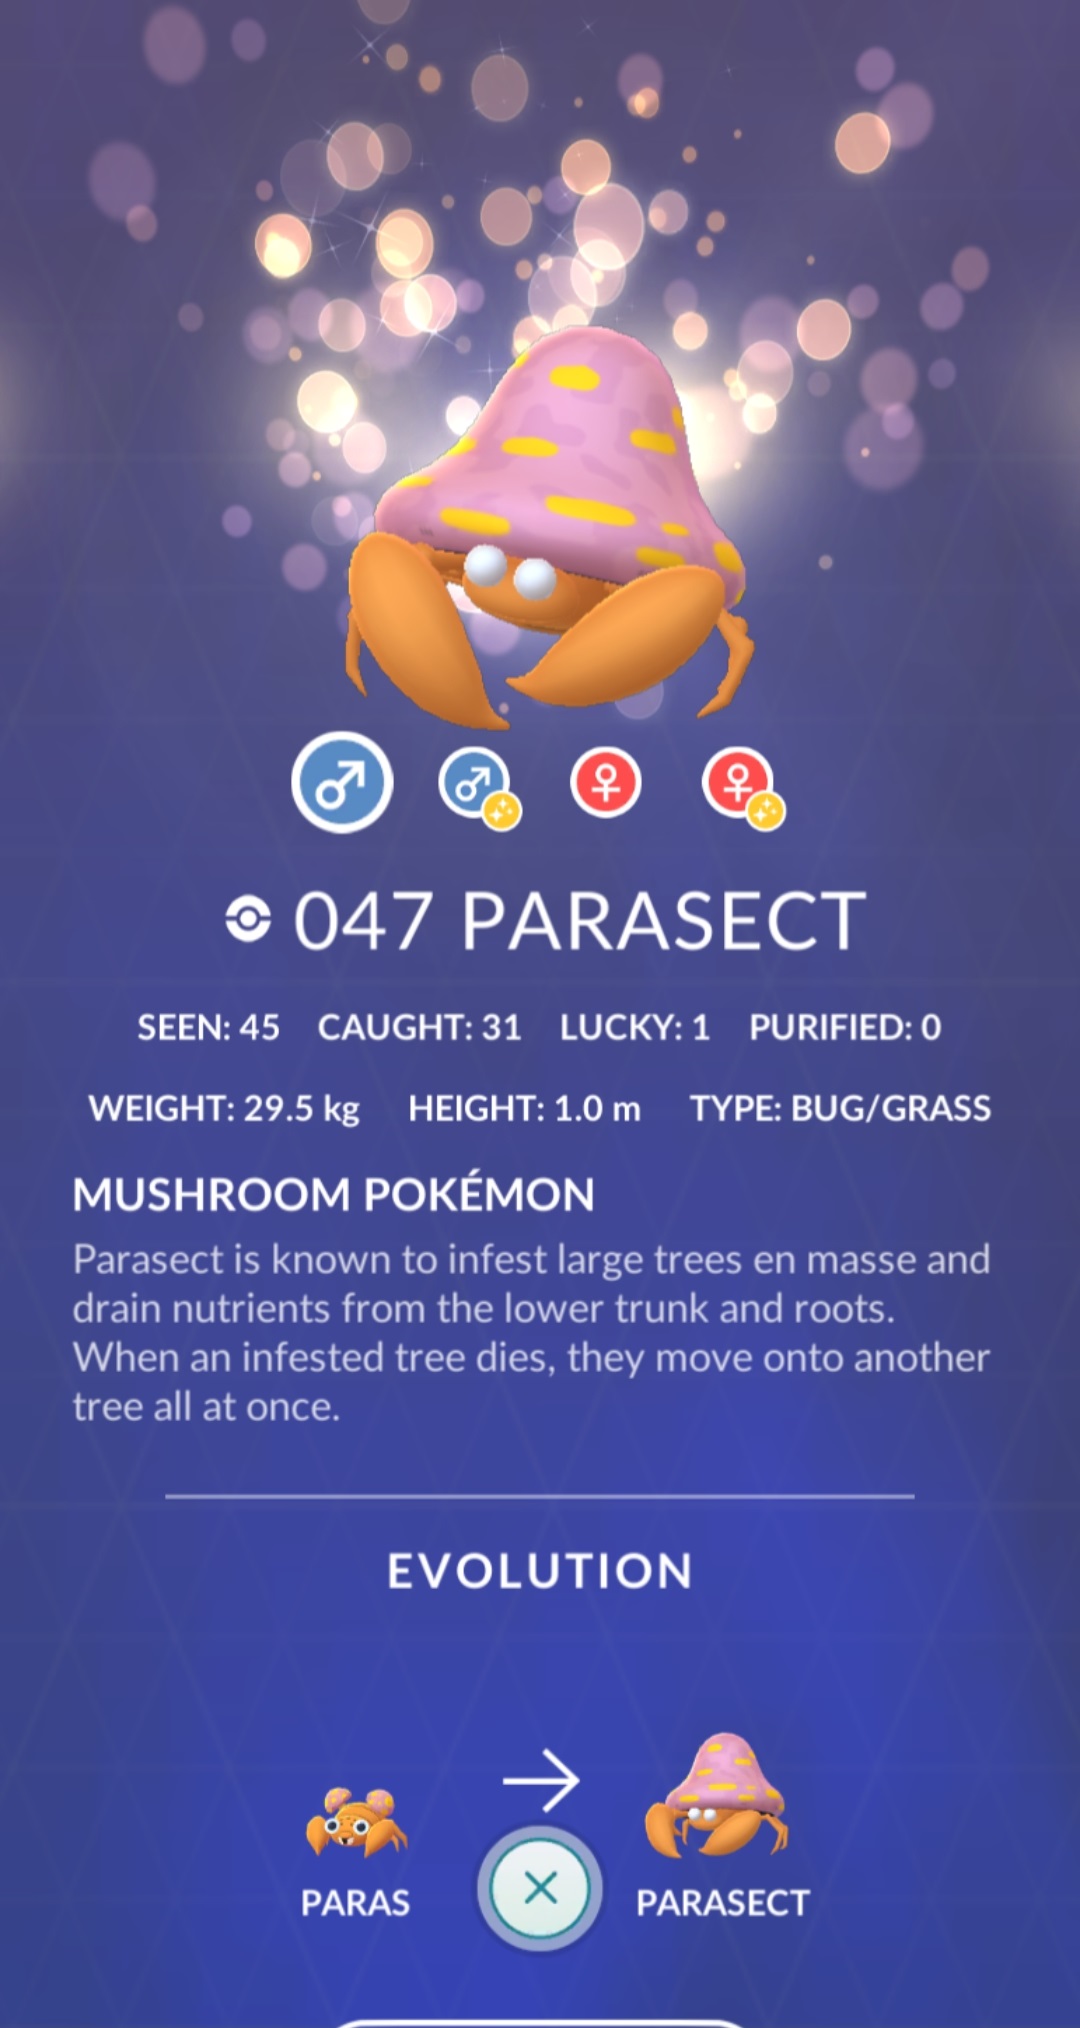 047 PARASECT
SEEN: 45 CAUGHT: 31 LUCKY: 1 PURIFIED: 0
WEIGHT: 29.5 kg HEIGHT: 1.0 m TYPE: BUG/GRASS
MUSHROOM POKÉMON
Parasect is known to infest large trees en masse and
drain nutrients from the lower trunk and roots.
When an infested tree dies, they move onto another
tree all at once.
EVOLUTION
PARAS PARASECT